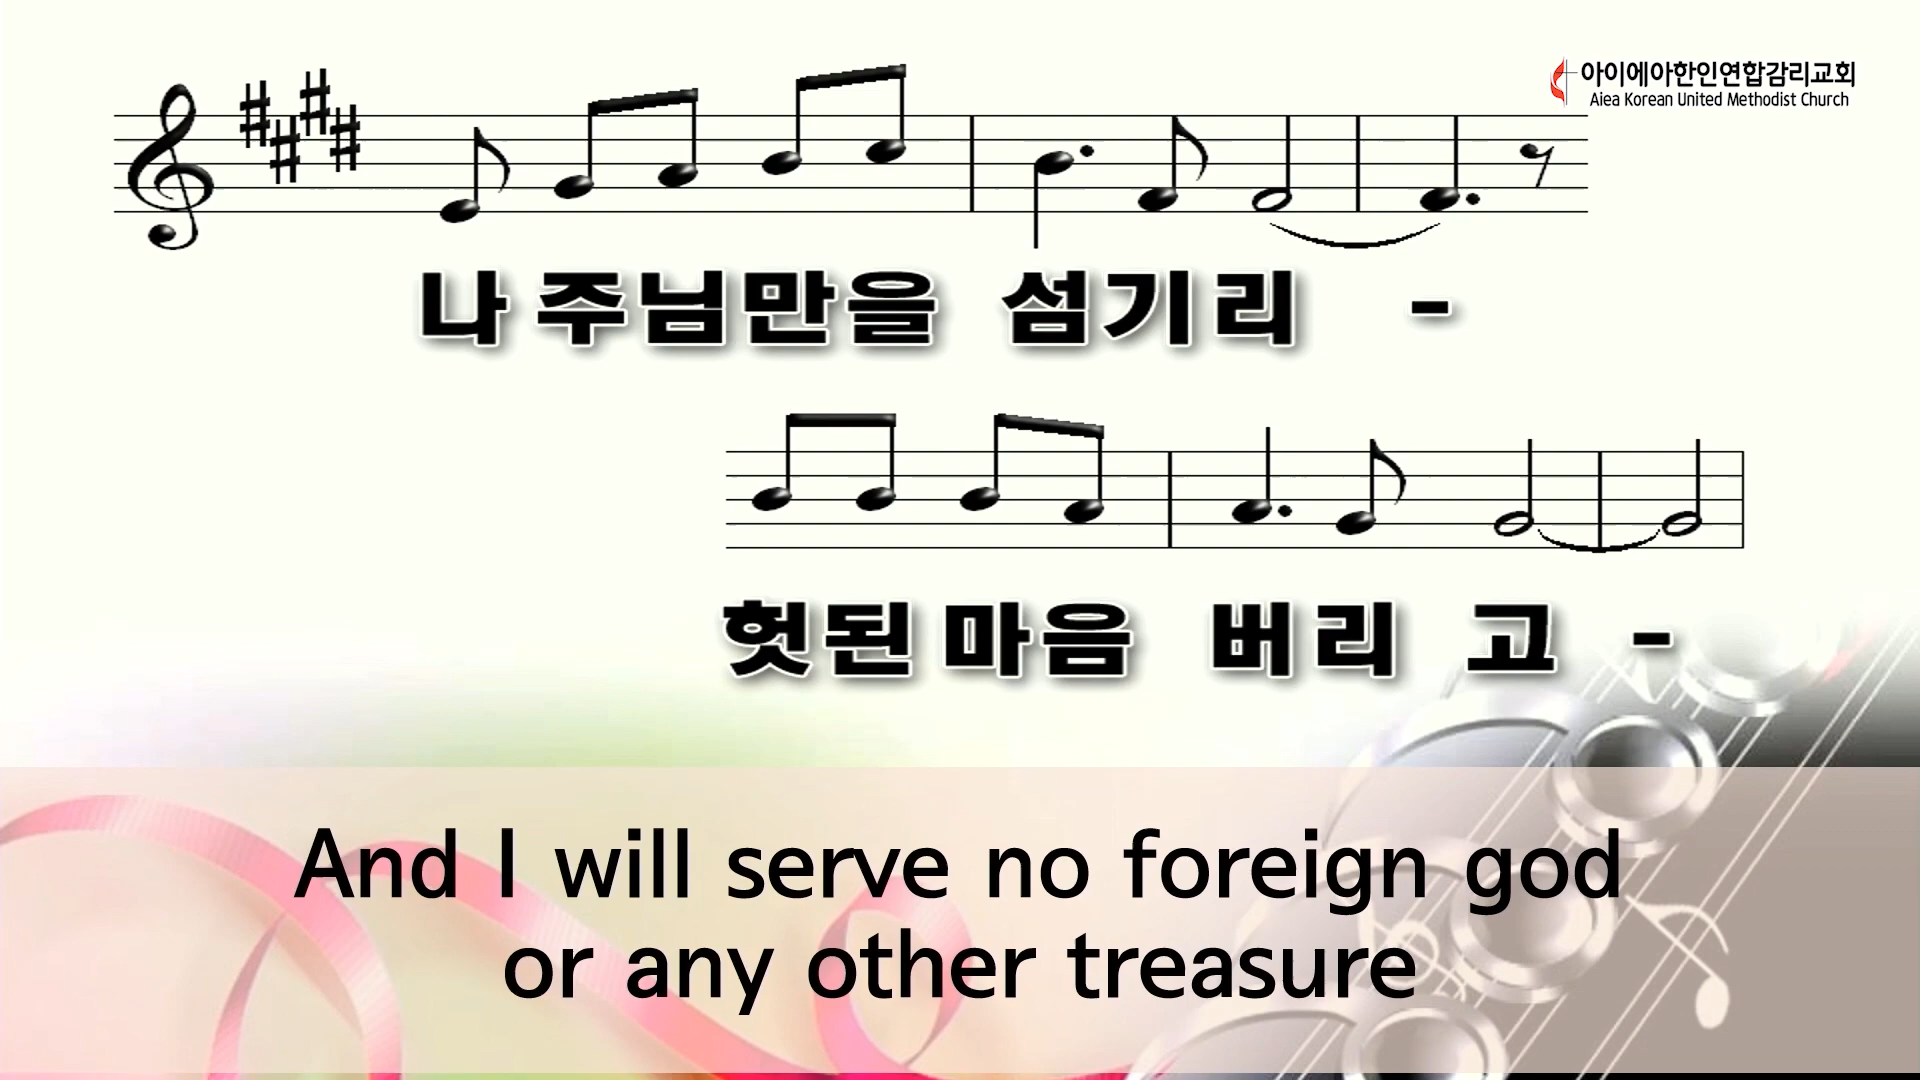 아이에아한인연합감리교회
Aiea Korean United Methodist Church
나 주님만을 섬기리 -
헛된 마음 버리 고 -
And I will serve no foreign god
or any other treasure